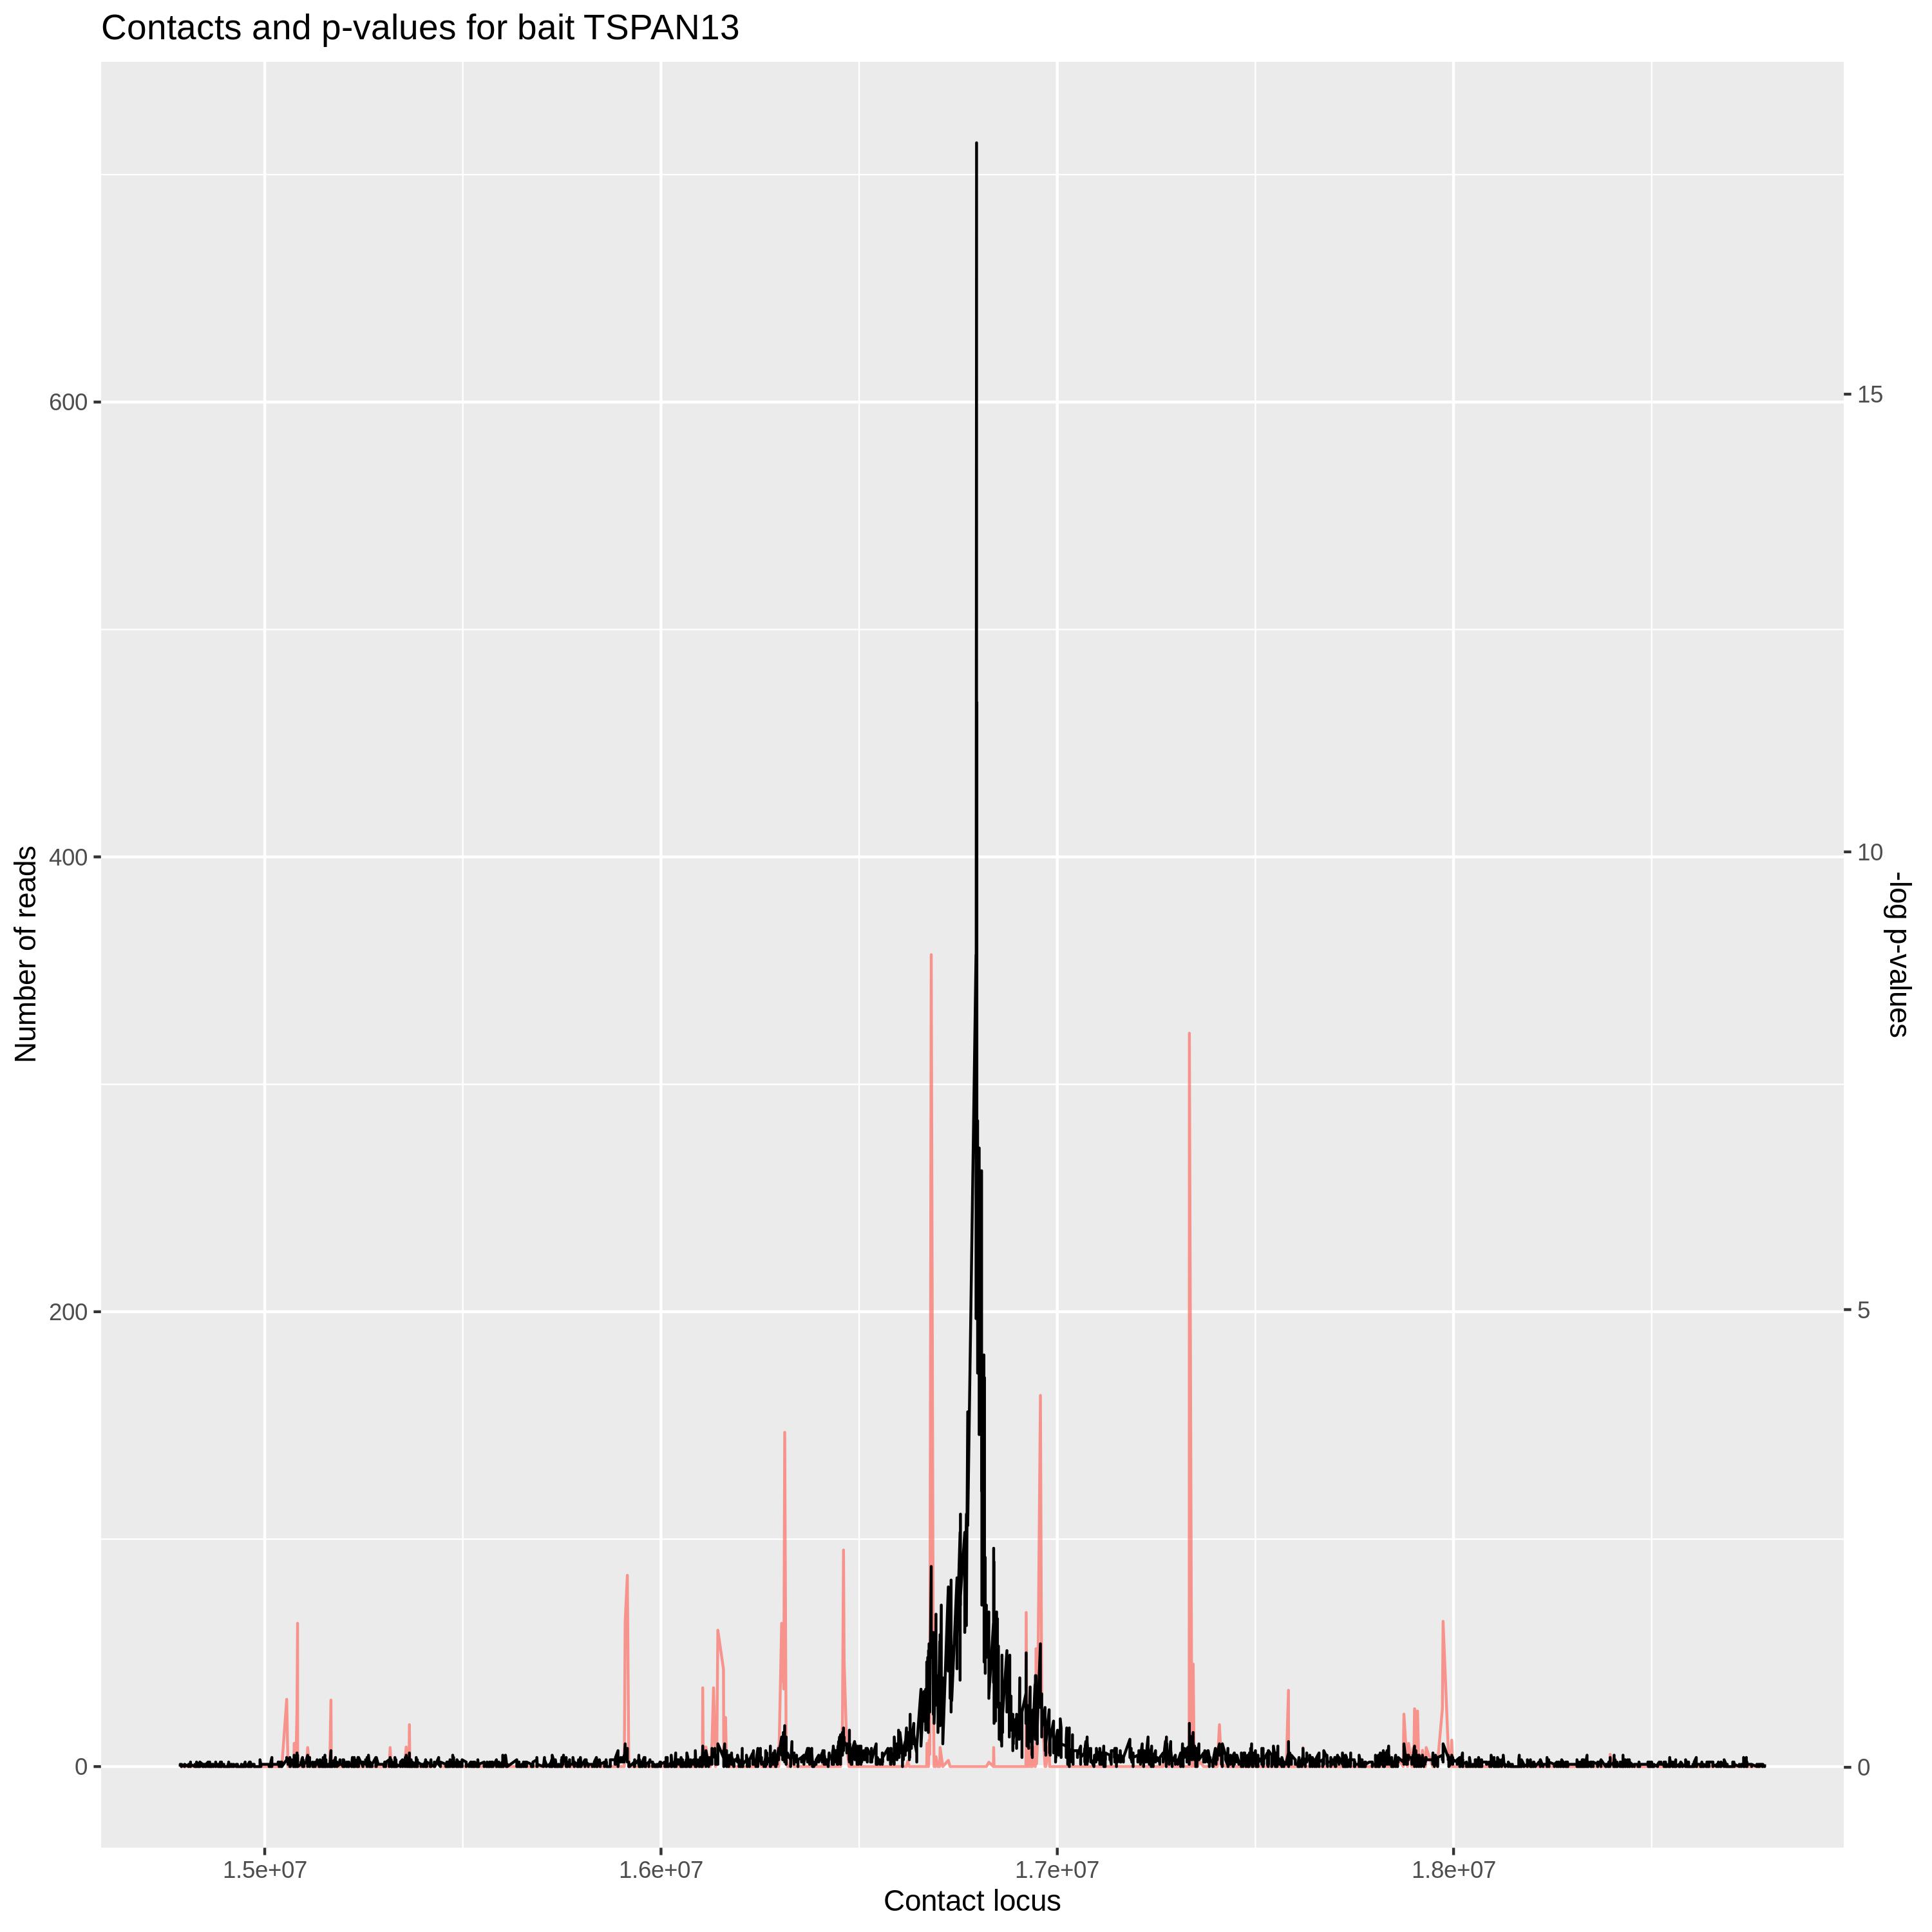 Contacts and p-values for bait TSPAN13
600
400
200
0
Number of reads
15
10
5
0
-log p-values
1.5e+07
1.6e+07
1.7e+07
1.8e+07
Contact locus